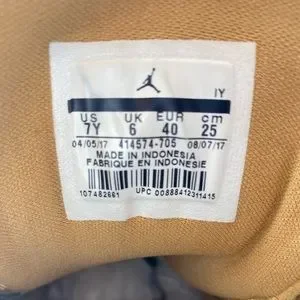 IY
US UK EUR cm
7Y 6 40 25
04/05/17 414574-705 08/07/17
MADE IN INDONESIA
FABRIQUE EN INDONESIE
107482681 UPC 00888412311415